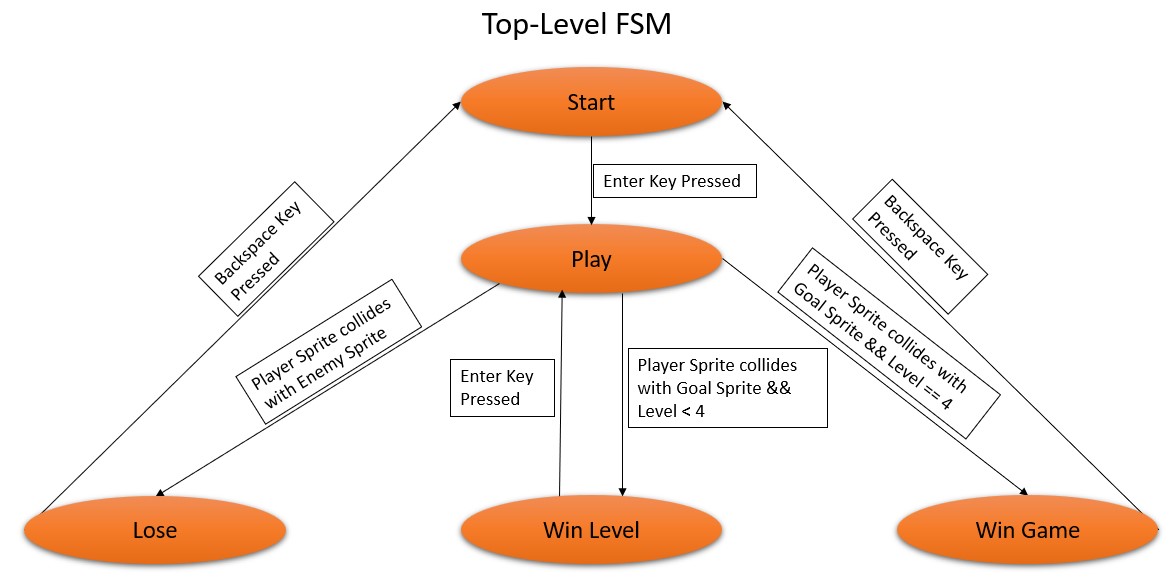 Top-Level FSM
Start
Enter Key Pressed
Backspace Key
Pressed
Backspace Key
Pressed
Play
Player Sprite collides
with Enemy Sprite
Enter Key
Pressed
Player Sprite collides
with Goal Sprite &&
Level < 4
Player Sprite collides with
Goal Sprite && Level == 4
Lose
Win Level
Win Game